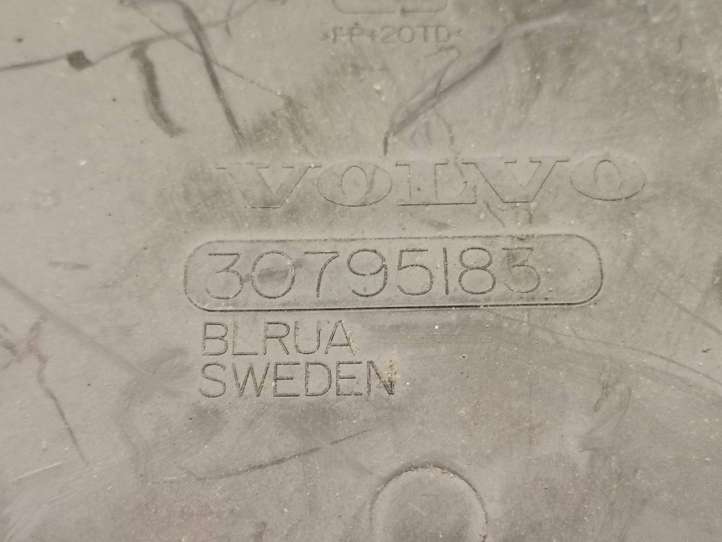 >PP+20TD<
VOLVO
30795183
BLRUA
SWEDEN